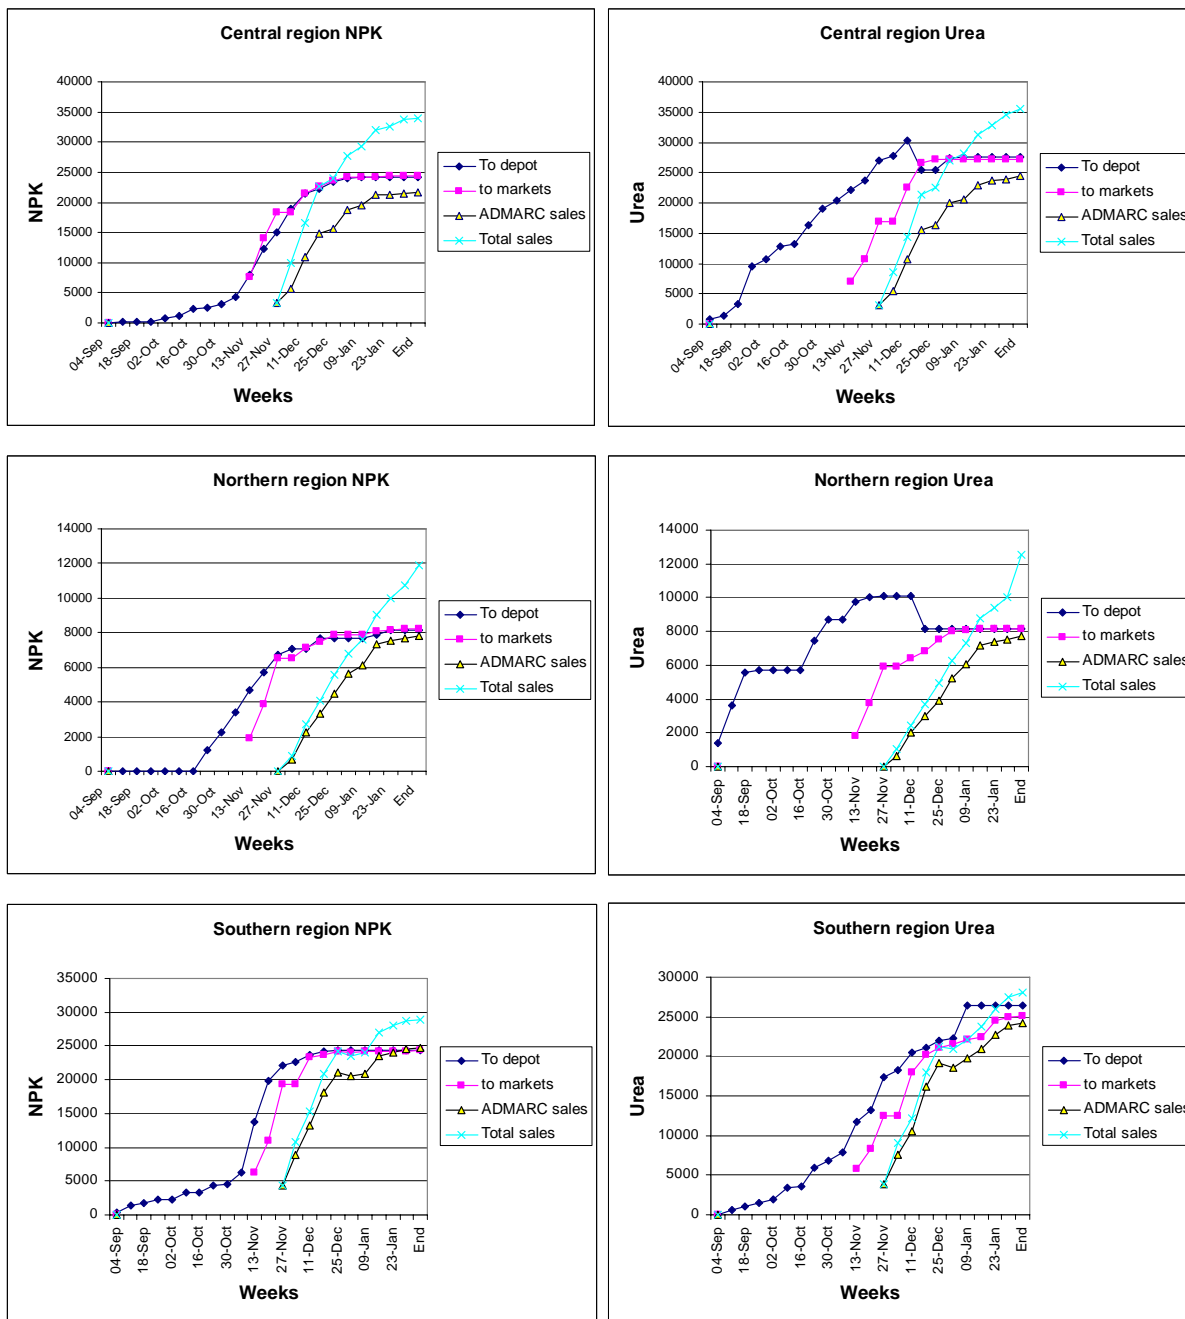 Central region NPK
40000
35000
30000
25000
20000
15000
10000
5000
0
NPK
04-Sep
18-Sep
02-Oct
16-Oct
30-Oct
13-Nov
27-Nov
11-Dec
25-Dec
09-Jan
23-Jan
End
Weeks
To depot
to markets
ADMARC sales
Total sales
Central region Urea
40000
35000
30000
25000
20000
15000
10000
5000
0
Urea
04-Sep
18-Sep
02-Oct
16-Oct
30-Oct
13-Nov
27-Nov
11-Dec
25-Dec
09-Jan
23-Jan
End
Weeks
To depot
to markets
ADMARC sales
Total sales
Northern region NPK
14000
12000
10000
8000
6000
4000
2000
0
NPK
04-Sep
18-Sep
02-Oct
16-Oct
30-Oct
13-Nov
27-Nov
11-Dec
25-Dec
09-Jan
23-Jan
End
Weeks
To depot
to markets
ADMARC sales
Total sales
Northern region Urea
14000
12000
10000
8000
6000
4000
2000
0
Urea
04-Sep
18-Sep
02-Oct
16-Oct
30-Oct
13-Nov
27-Nov
11-Dec
25-Dec
09-Jan
23-Jan
End
Weeks
To depot
to markets
ADMARC sales
Total sales
Southern region NPK
35000
30000
25000
20000
15000
10000
5000
0
NPK
04-Sep
18-Sep
02-Oct
16-Oct
30-Oct
13-Nov
27-Nov
11-Dec
25-Dec
09-Jan
23-Jan
End
Weeks
To depot
to markets
ADMARC sales
Total sales
Southern region Urea
30000
25000
20000
15000
10000
5000
0
Urea
04-Sep
18-Sep
02-Oct
16-Oct
30-Oct
13-Nov
27-Nov
11-Dec
25-Dec
09-Jan
23-Jan
End
Weeks
To depot
to markets
ADMARC sales
Total sales